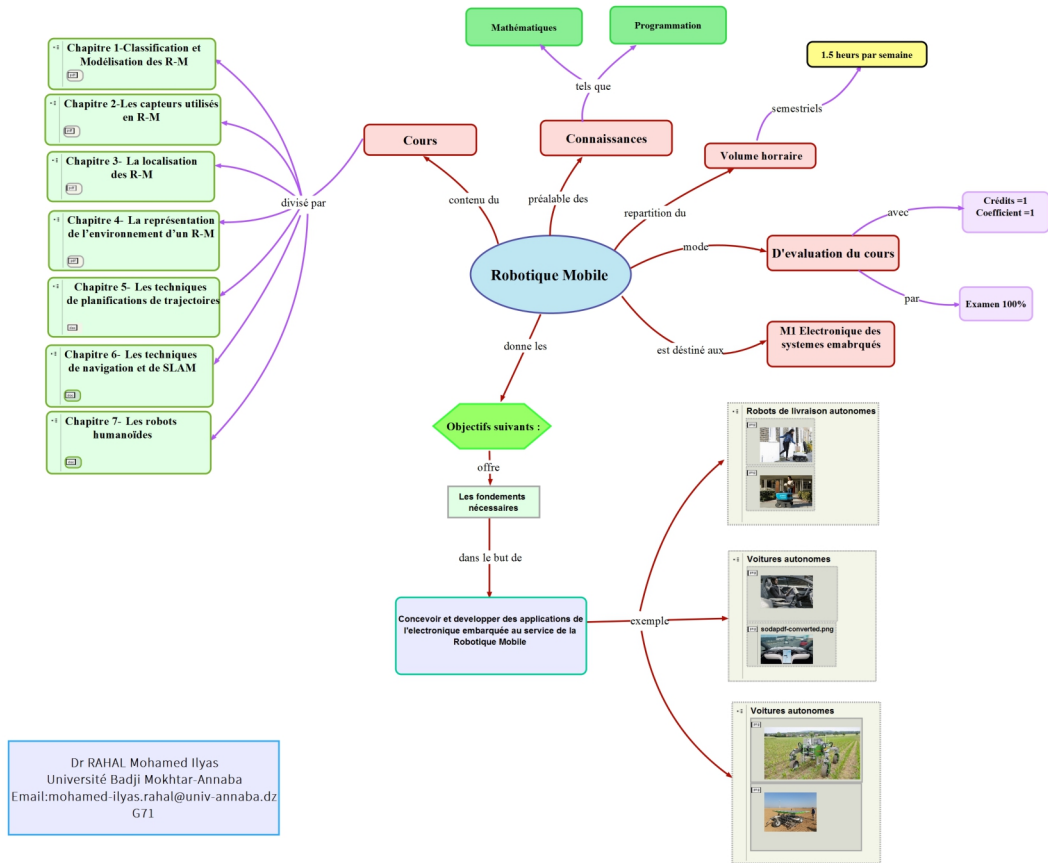 Mathématiques
Programmation
tels que
Connaissances
préalable des
1.5 heurs par semaine
semestriels
Volume horraire
repartition du
Chapitre 1-Classification et
Modélisation des R-M
Chapitre 2-Les capteurs utilisés
en R-M
Chapitre 3- La localisation
des R-M
Chapitre 4- La représentation
de l'environement d'un R-M
Chapitre 5- Les techniques
de planifications de trajectoires
Chapitre 6- Les techniques
de navigation et de SLAM
Chapitre 7- Les robots
humanoïdes
divisé par
Cours
contenu du
Robotique Mobile
mode
D'evaluation du cours
avec
Crédits =1
Coefficient =1
par
Examen 100%
est déstiné aux
M1 Electronique des
systemes emabrqués
donne les
Objectifs suivants :
offre
Les fondements
nécessaires
dans le but de
Concevoir et developper des applications de
l'electronique embarquée au service de la
Robotique Mobile
exemple
Robots de livraison autonomes
Voitures autonomes
sodapdf-converted.png
Voitures autonomes
Dr RAHAL Mohamed Ilyas
Université Badji Mokhtar-Annaba
Email:mohamed-ilyas.rahal@univ-annaba.dz
G71